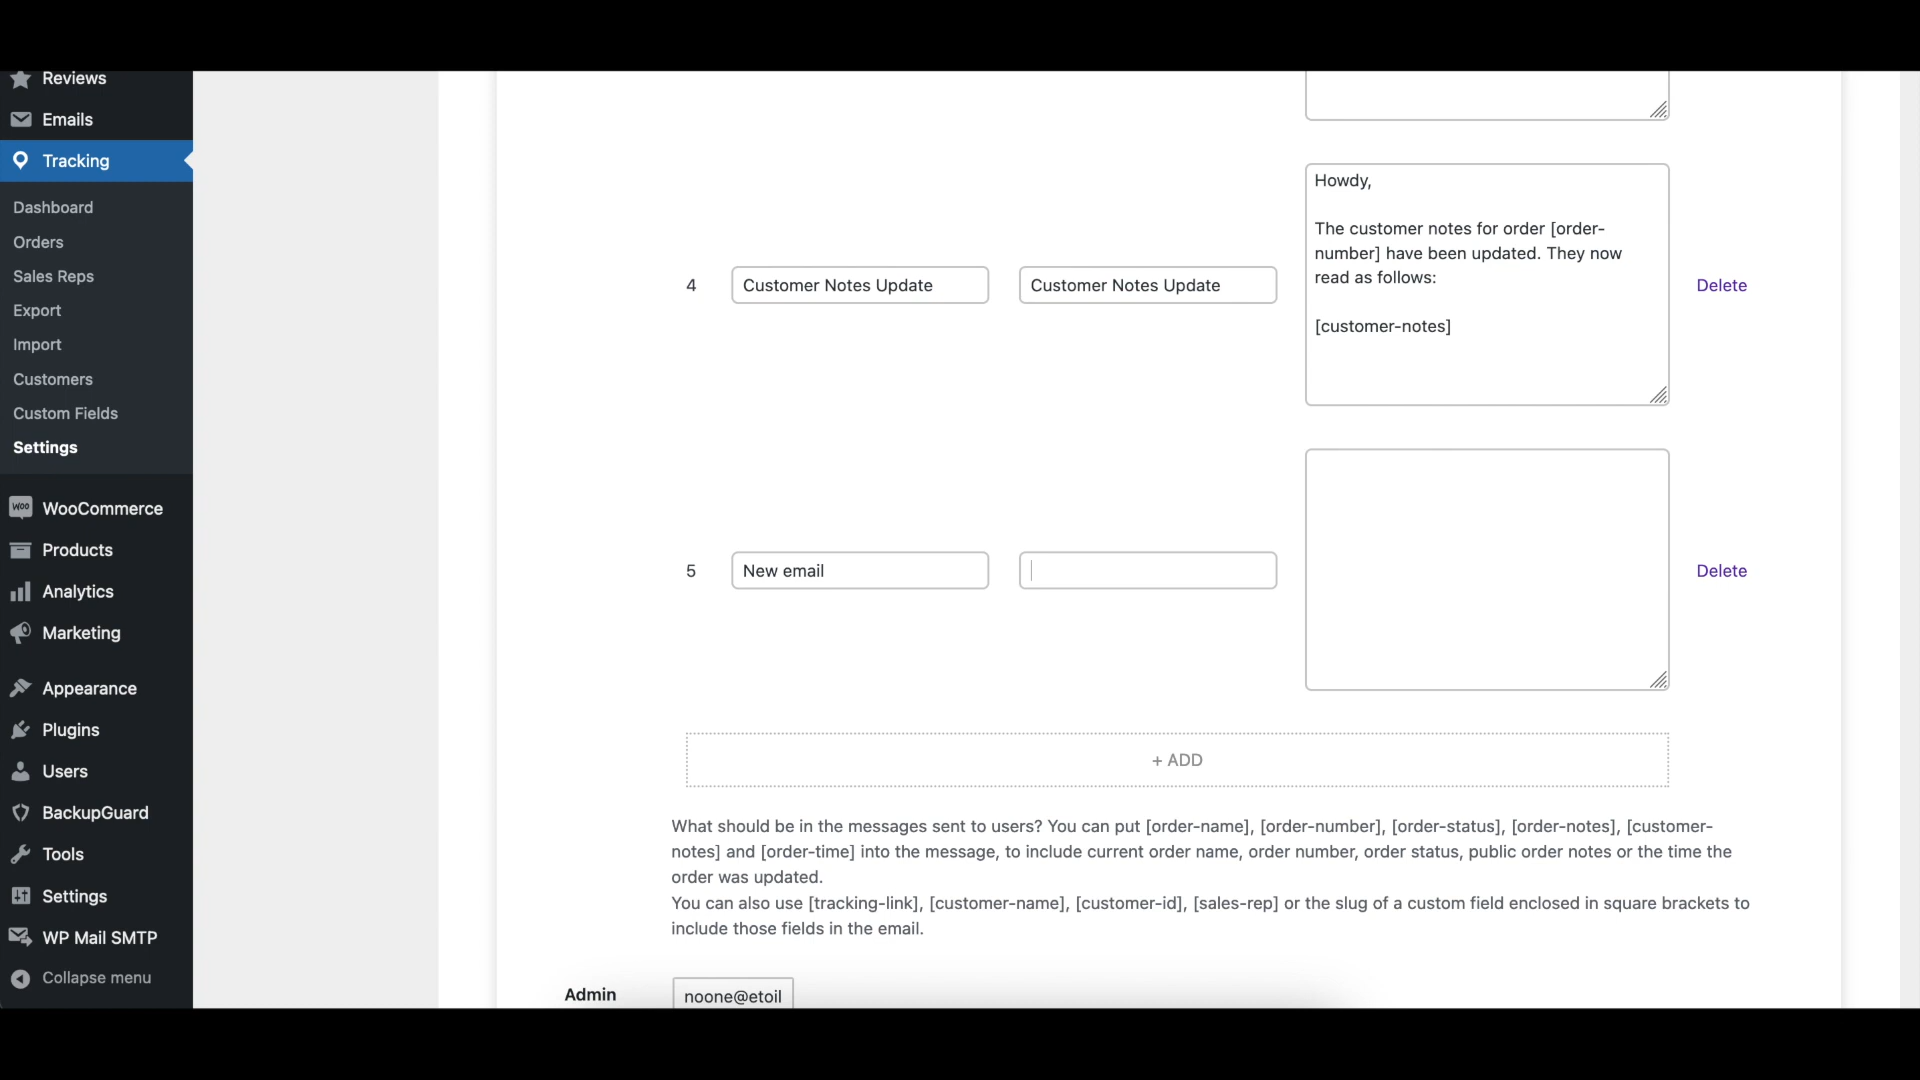 Reviews
Emails
Tracking
Dashboard
Orders
Sales Reps
Export
Import
Customers
Custom Fields
Settings
WOO WooCommerce
Products
Analytics
Marketing
Appearance
Plugins
Users
BackupGuard
Tools
Settings
WP Mail SMTP
Collapse menu
4 Customer Notes Update Customer Notes Update Delete
Howdy,
The customer notes for order [order-
number] have been updated. They now
read as follows:
[customer-notes]
5 New email Delete
+ ADD
What should be in the messages sent to users? You can put [order-name], [order-number], [order-status], [order-notes], [customer-
notes] and [order-time] into the message, to include current order name, order number, order status, public order notes or the time the
order was updated.
You can also use [tracking-link], [customer-name], [customer-id], [sales-rep] or the slug of a custom field enclosed in square brackets to
include those fields in the email.
Admin noone@etoil